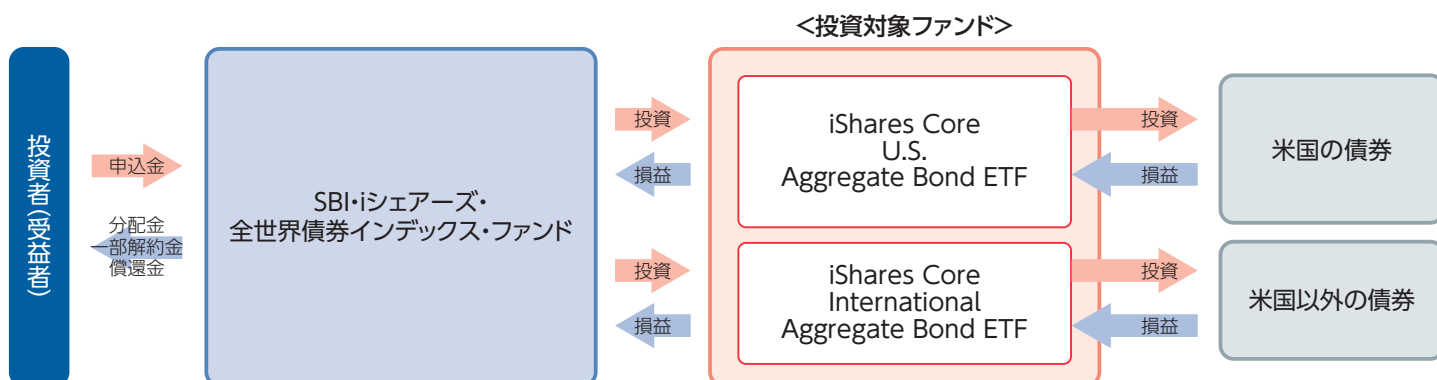 <投資対象ファンド>
投資者(受益者)
申込金
分配金
一部解約金
償還金
SBI・iシェアーズ・
全世界債券インデックス・ファンド
投資
損益
投資
損益
iShares Core
U.S.
Aggregate Bond ETF
iShares Core
International
Aggregate Bond ETF
投資
損益
投資
損益
米国の債券
米国以外の債券